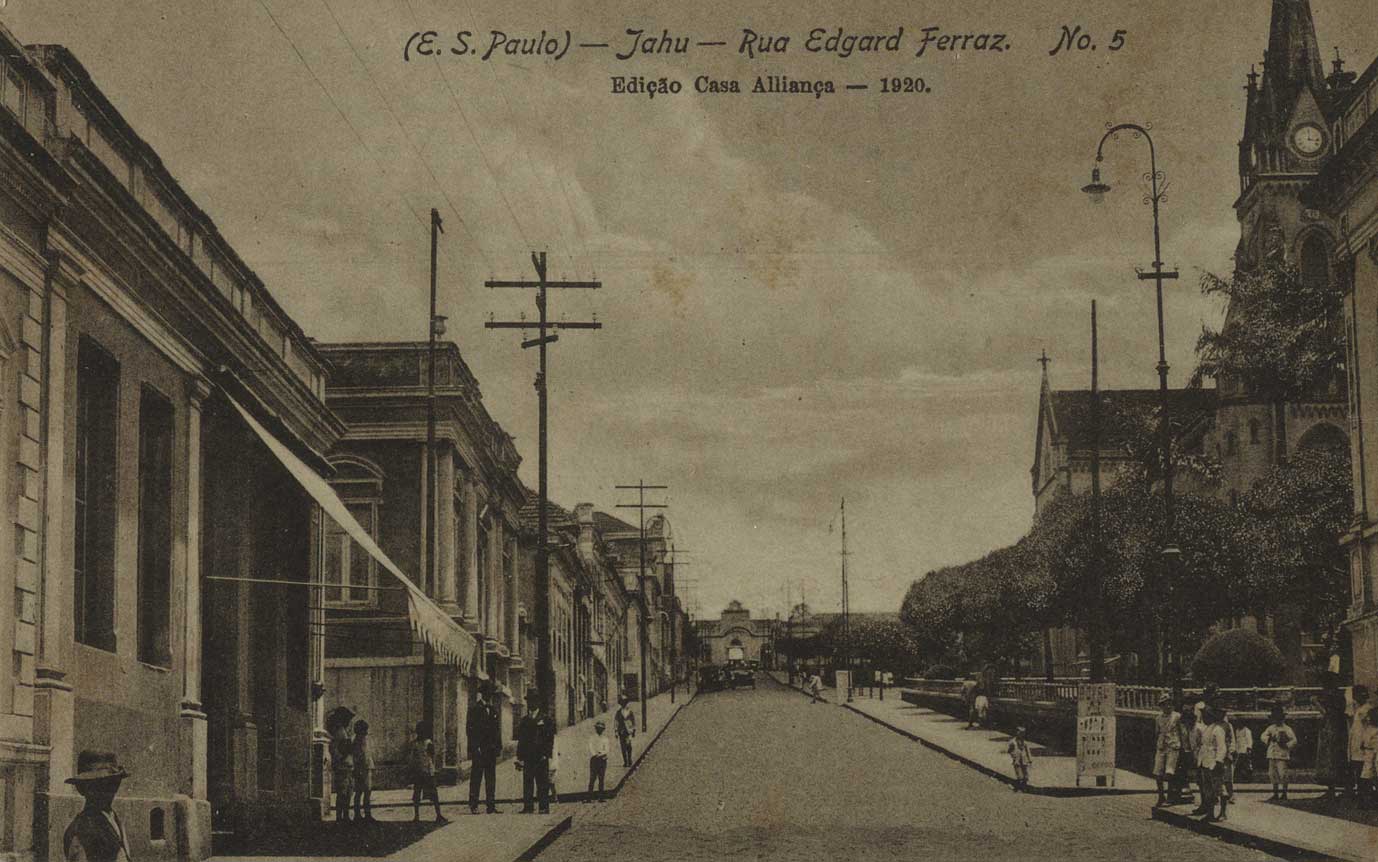 (E. S. Paulo) — Jahu — Rua Edgard Ferraz. No. 5
Edição Casa Alliança — 1920.